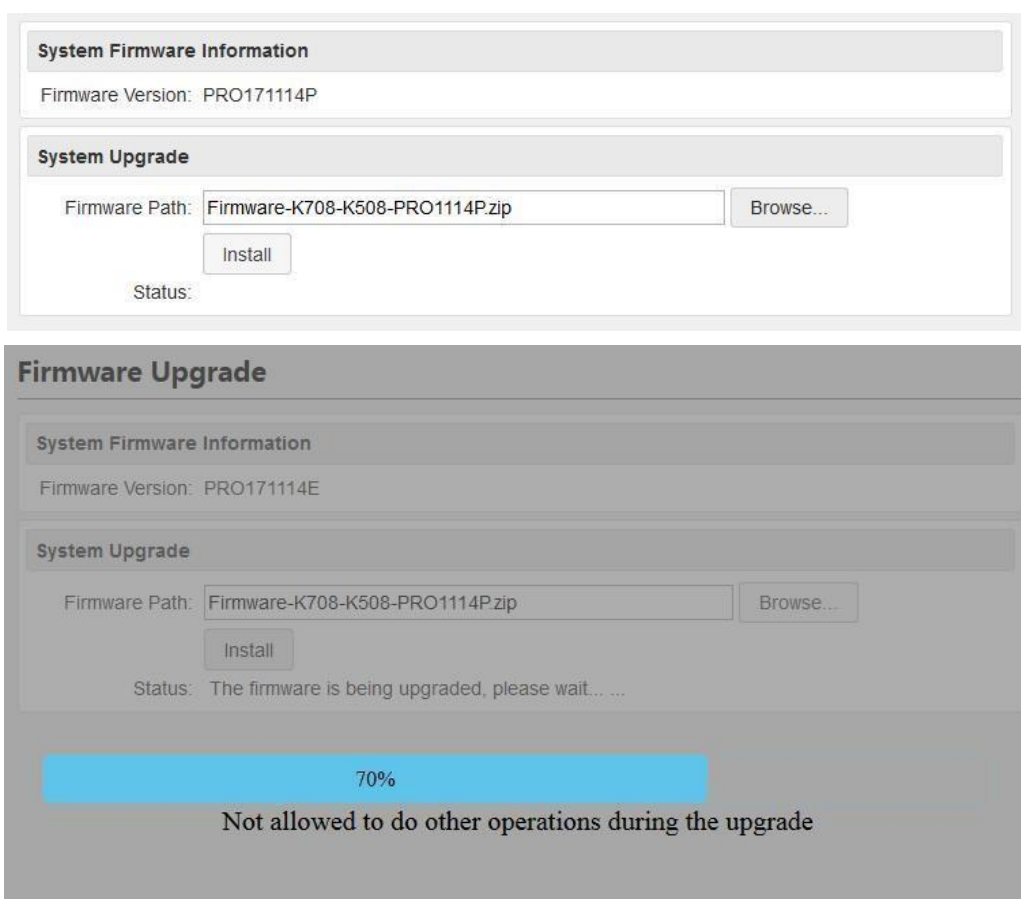 System Firmware Information
Firmware Version: PRO171114P
System Upgrade
Firmware Path: Firmware-K708-K508-PRO1114P.zip Browse...
Install
Status:
Firmware Upgrade
System Firmware Information
Firmware Version: PRO171114E
System Upgrade
Firmware Path: Firmware-K708-K508-PRO1114P.zip Browse...
Install
Status: The firmware is being upgraded, please wait... ...
70%
Not allowed to do other operations during the upgrade